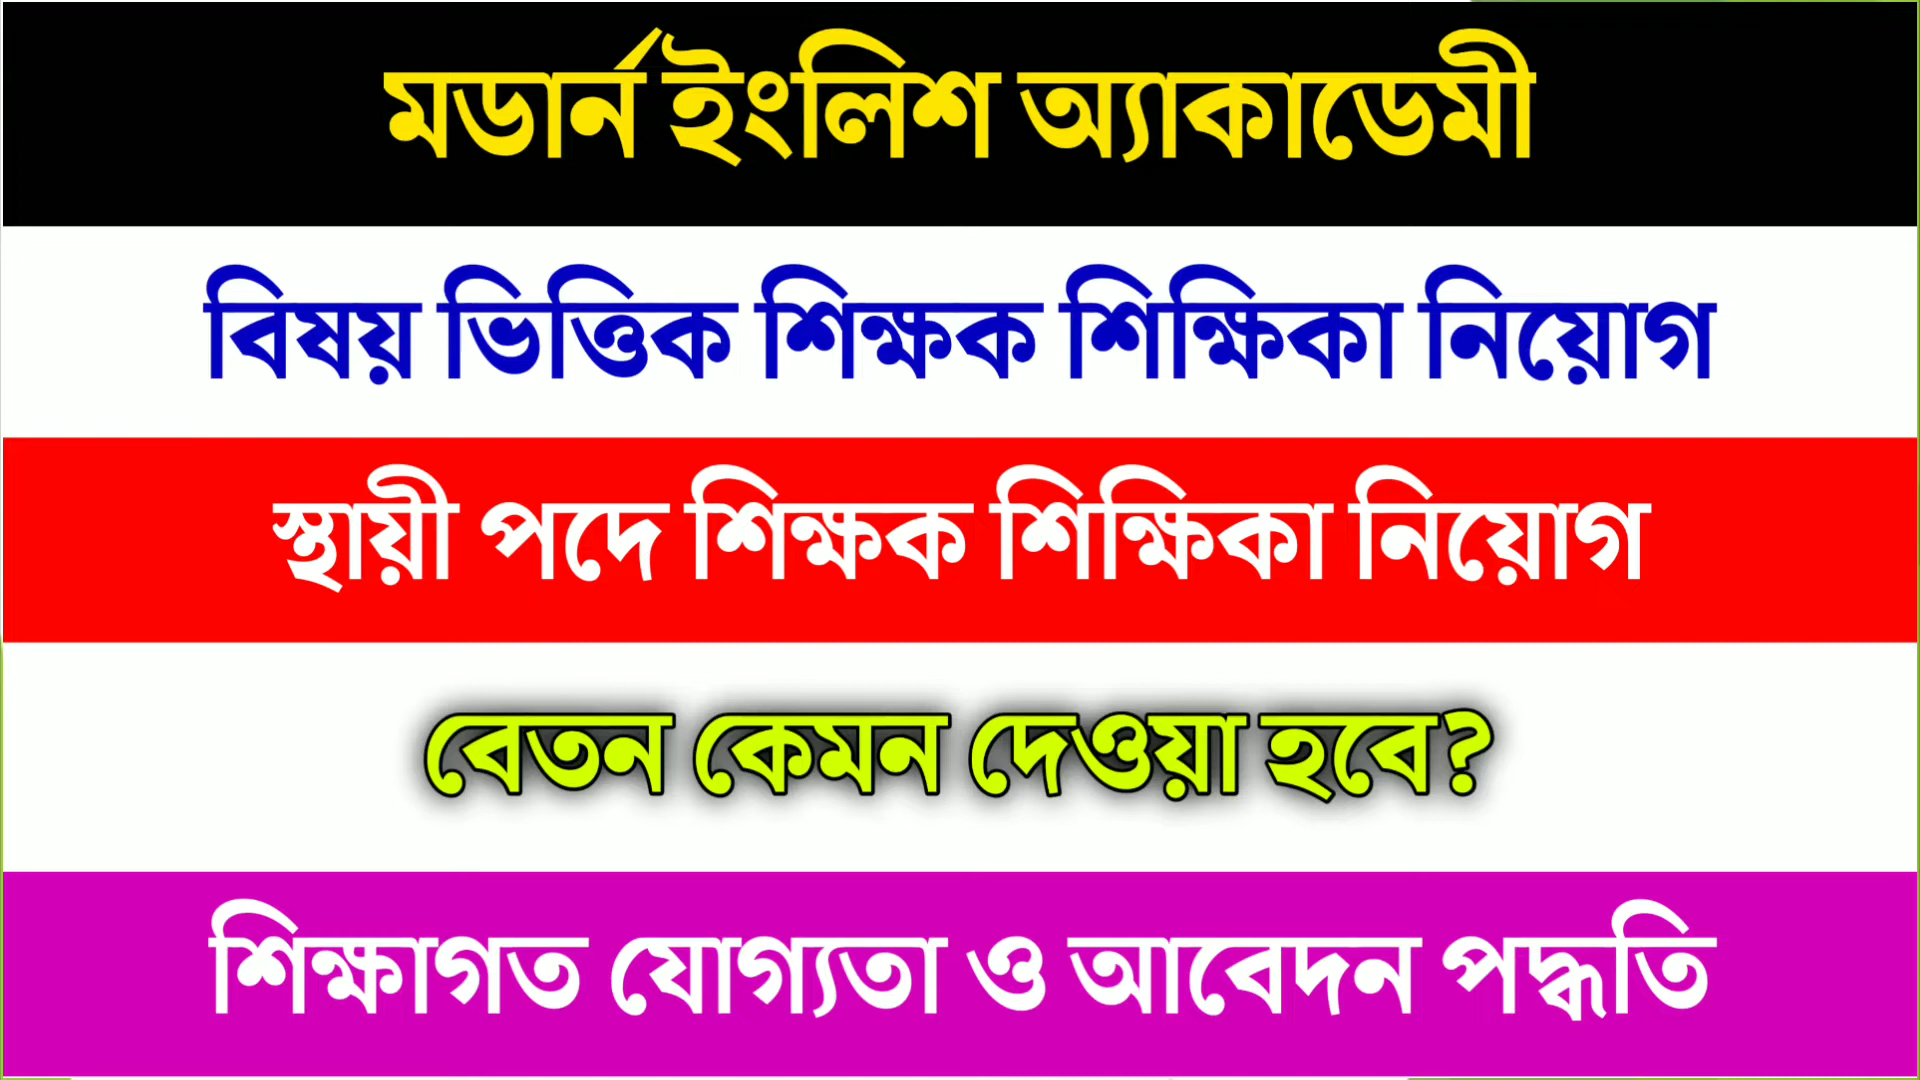 মডার্ন ইংলিশ অ্যাকাডেমী
বিষয় ভিত্তিক শিক্ষক শিক্ষিকা নিয়োগ
স্থায়ী পদে শিক্ষক শিক্ষিকা নিয়োগ
বেতন কেমন দেওয়া হবে?
শিক্ষাগত যোগ্যতা ও আবেদন পদ্ধতি